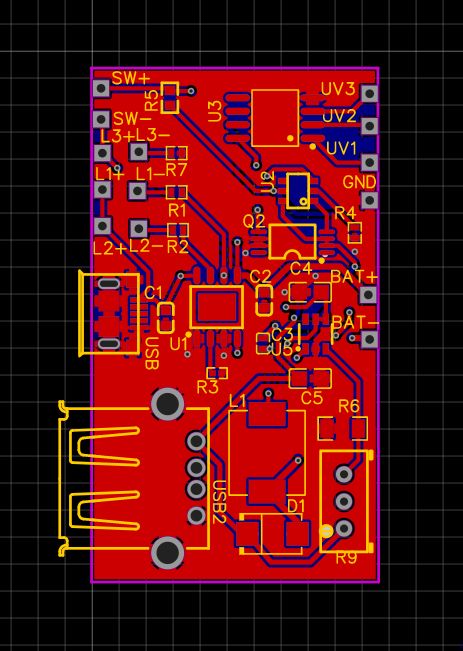 SW+
UV3
R5
U3
SW-
UV2
L3+ L3-
UV1
R7
L1+ L1-
GND
U2
R1
R4
Q2
L2+ L2-
R2
C4
BAT+
C2
C1
BAT-
C3
U1
U5
USB
R3
C5
L1
R6
USB2
D1
R9